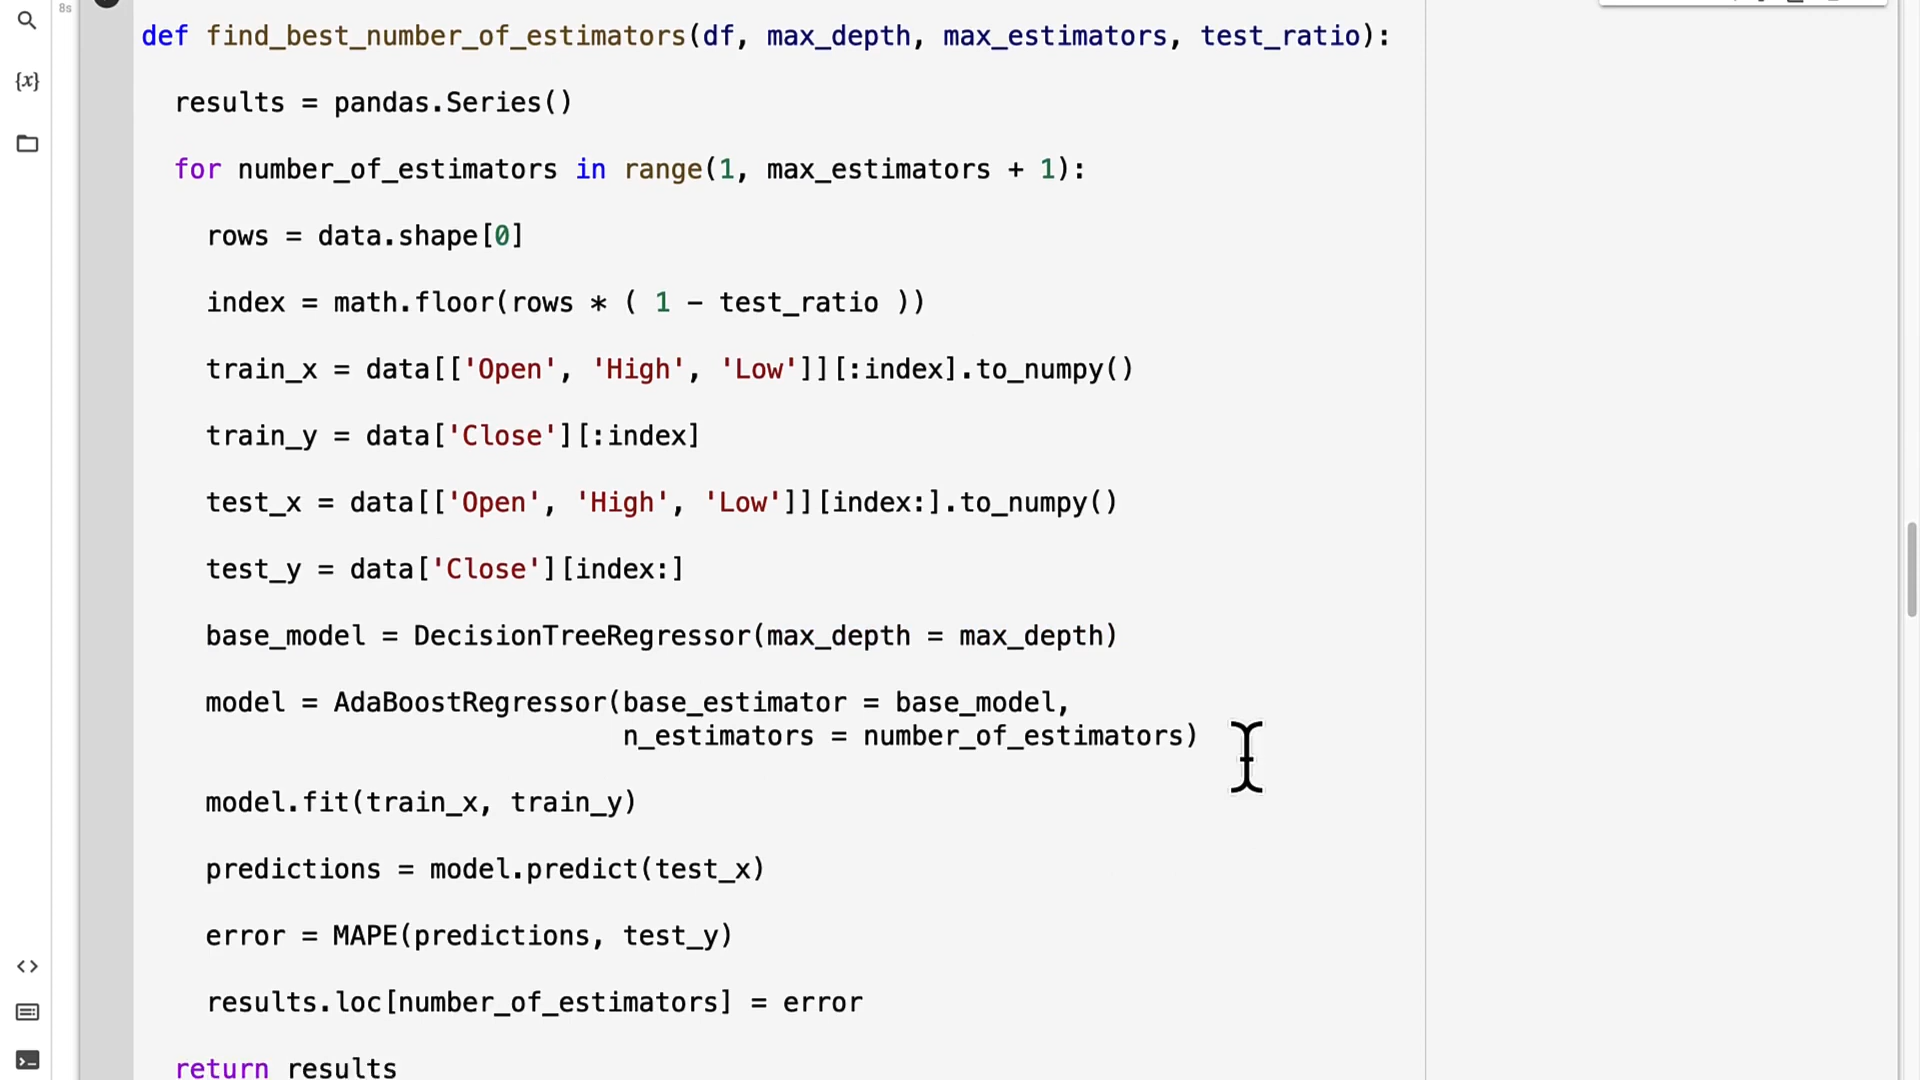 8s
def find_best_number_of_estimators(df, max_depth, max_estimators, test_ratio):
results = pandas.Series()
for number_of_estimators in range(1, max_estimators + 1):
rows = data.shape[0]
index = math.floor(rows * ( 1 - test_ratio ))
train_x = data[['Open', 'High', 'Low']][:index].to_numpy()
train_y = data['Close'][:index]
test_x = data[['Open', 'High', 'Low']][index:].to_numpy()
test_y = data['Close'][index:]
base_model = DecisionTreeRegressor(max_depth = max_depth)
model = AdaBoostRegressor(base_estimator = base_model,
n_estimators = number_of_estimators)
model.fit(train_x, train_y)
predictions = model.predict(test_x)
error = MAPE(predictions, test_y)
results.loc[number_of_estimators] = error
return results